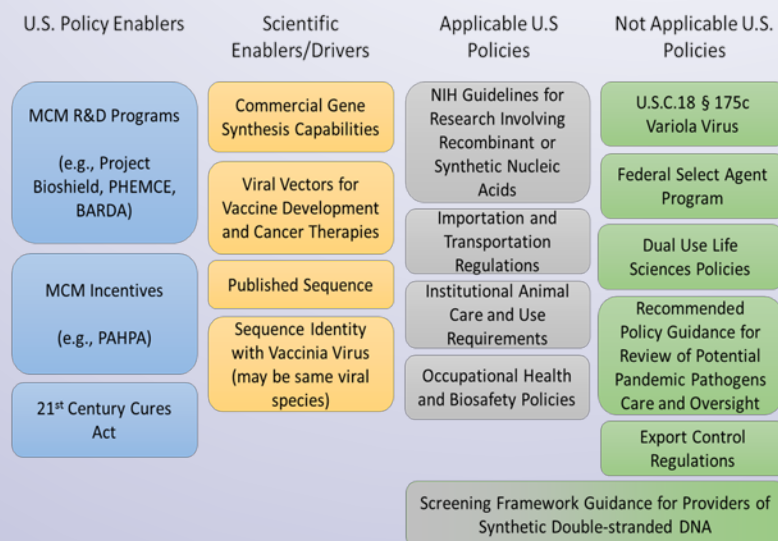 U.S. Policy Enablers
MCM R&D Programs
(e.g., Project
Bioshield, PHEMCE,
BARDA)
MCM Incentives
(e.g., PAHPA)
21st Century Cures
Act
Scientific
Enablers/Drivers
Commercial Gene
Synthesis Capabilities
Viral Vectors for
Vaccine Development
and Cancer Therapies
Published Sequence
Sequence Identity
with Vaccinia Virus
(may be same viral
species)
Applicable U.S
Policies
NIH Guidelines for
Research Involving
Recombinant or
Synthetic Nucleic
Acids
Importation and
Transportation
Regulations
Institutional Animal
Care and Use
Requirements
Occupational Health
and Biosafety Policies
Not Applicable U.S.
Policies
U.S.C.18 § 175c
Variola Virus
Federal Select Agent
Program
Dual Use Life
Sciences Policies
Recommended
Policy Guidance for
Review of Potential
Pandemic Pathogens
Care and Oversight
Export Control
Regulations
Screening Framework Guidance for Providers of
Synthetic Double-stranded DNA